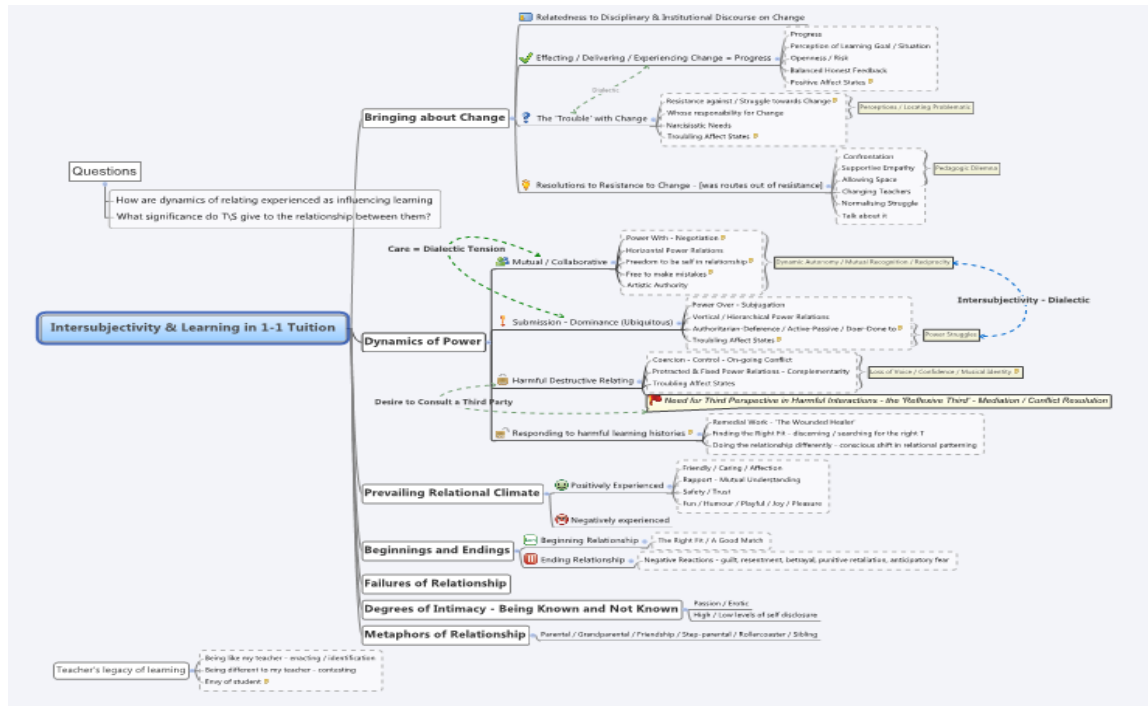 Relatedness to Disciplinary & Institutional Discourse on Change
Progress
Perception of Learning Goal / Situation
Effecting / Delivering / Experiencing Change = Progress
Openness / Risk
Balanced Honest Feedback
Positive Affect States
Dialectic
Resistance against / Struggle towards Change
Perceptions / Locating Problematic
Whose responsibility for Change
Bringing about Change
The 'Trouble' with Change
Narcissistic Needs
Troubling Affect States
Confrontation
Supportive Empathy
Pedagogic Dilemma
Allowing Space
Resolutions to Resistance to Change - [was routes out of resistance]
Changing Teachers
Normalising Struggle
Talk about it
Questions
How are dynamics of relating experienced as influencing learning
What significance do T\S give to the relationship between them?
Care = Dialectic Tension
Power With - Negotiation
Horizontal Power Relations
Mutual / Collaborative
Freedom to be self in relationship
Dynamic Autonomy / Mutual Recognition / Reciprocity
Free to make mistakes
Artistic Authority
Intersubjectivity - Dialectic
Power Over - Subjugation
Vertical / Hierarchical Power Relations
Submission - Dominance (Ubiquitous)
Authoritarian-Deference / Active-Passive / Doer-Done to
Power Struggles
Troubling Affect States
Intersubjectivity & Learning in 1-1 Tuition
Dynamics of Power
Coercion - Control - On-going Conflict
Protracted & Fixed Power Relations - Complementarity
Loss of Voice / Confidence / Musical Identity
Harmful Destructive Relating
Troubling Affect States
Desire to Consult a Third Party
Need for Third Perspective in Harmful Interactions - the 'Reflexive Third' - Mediation / Conflict Resolution
Remedial Work - 'The Wounded Healer'
Responding to harmful learning histories
Finding the Right Fit - discerning / searching for the right T
Doing the relationship differently - conscious shift in relational patterning
Friendly / Caring / Affection
Rapport - Mutual Understanding
Positively Experienced
Safety / Trust
Prevailing Relational Climate
Fun / Humour / Playful / Joy / Pleasure
Negatively experienced
Beginning Relationship
The Right Fit / A Good Match
Beginnings and Endings
Ending Relationship
Negative Reactions - guilt, resentment, betrayal, punitive retaliation, anticipatory fear
Failures of Relationship
Passion / Erotic
Degrees of Intimacy - Being Known and Not Known
High / Low levels of self disclosure
Metaphors of Relationship
Parental / Grandparental / Friendship / Step-parental / Rollercoaster / Sibling
Being like my teacher - enacting / identification
Teacher's legacy of learning
Being different to my teacher - contesting
Envy of student